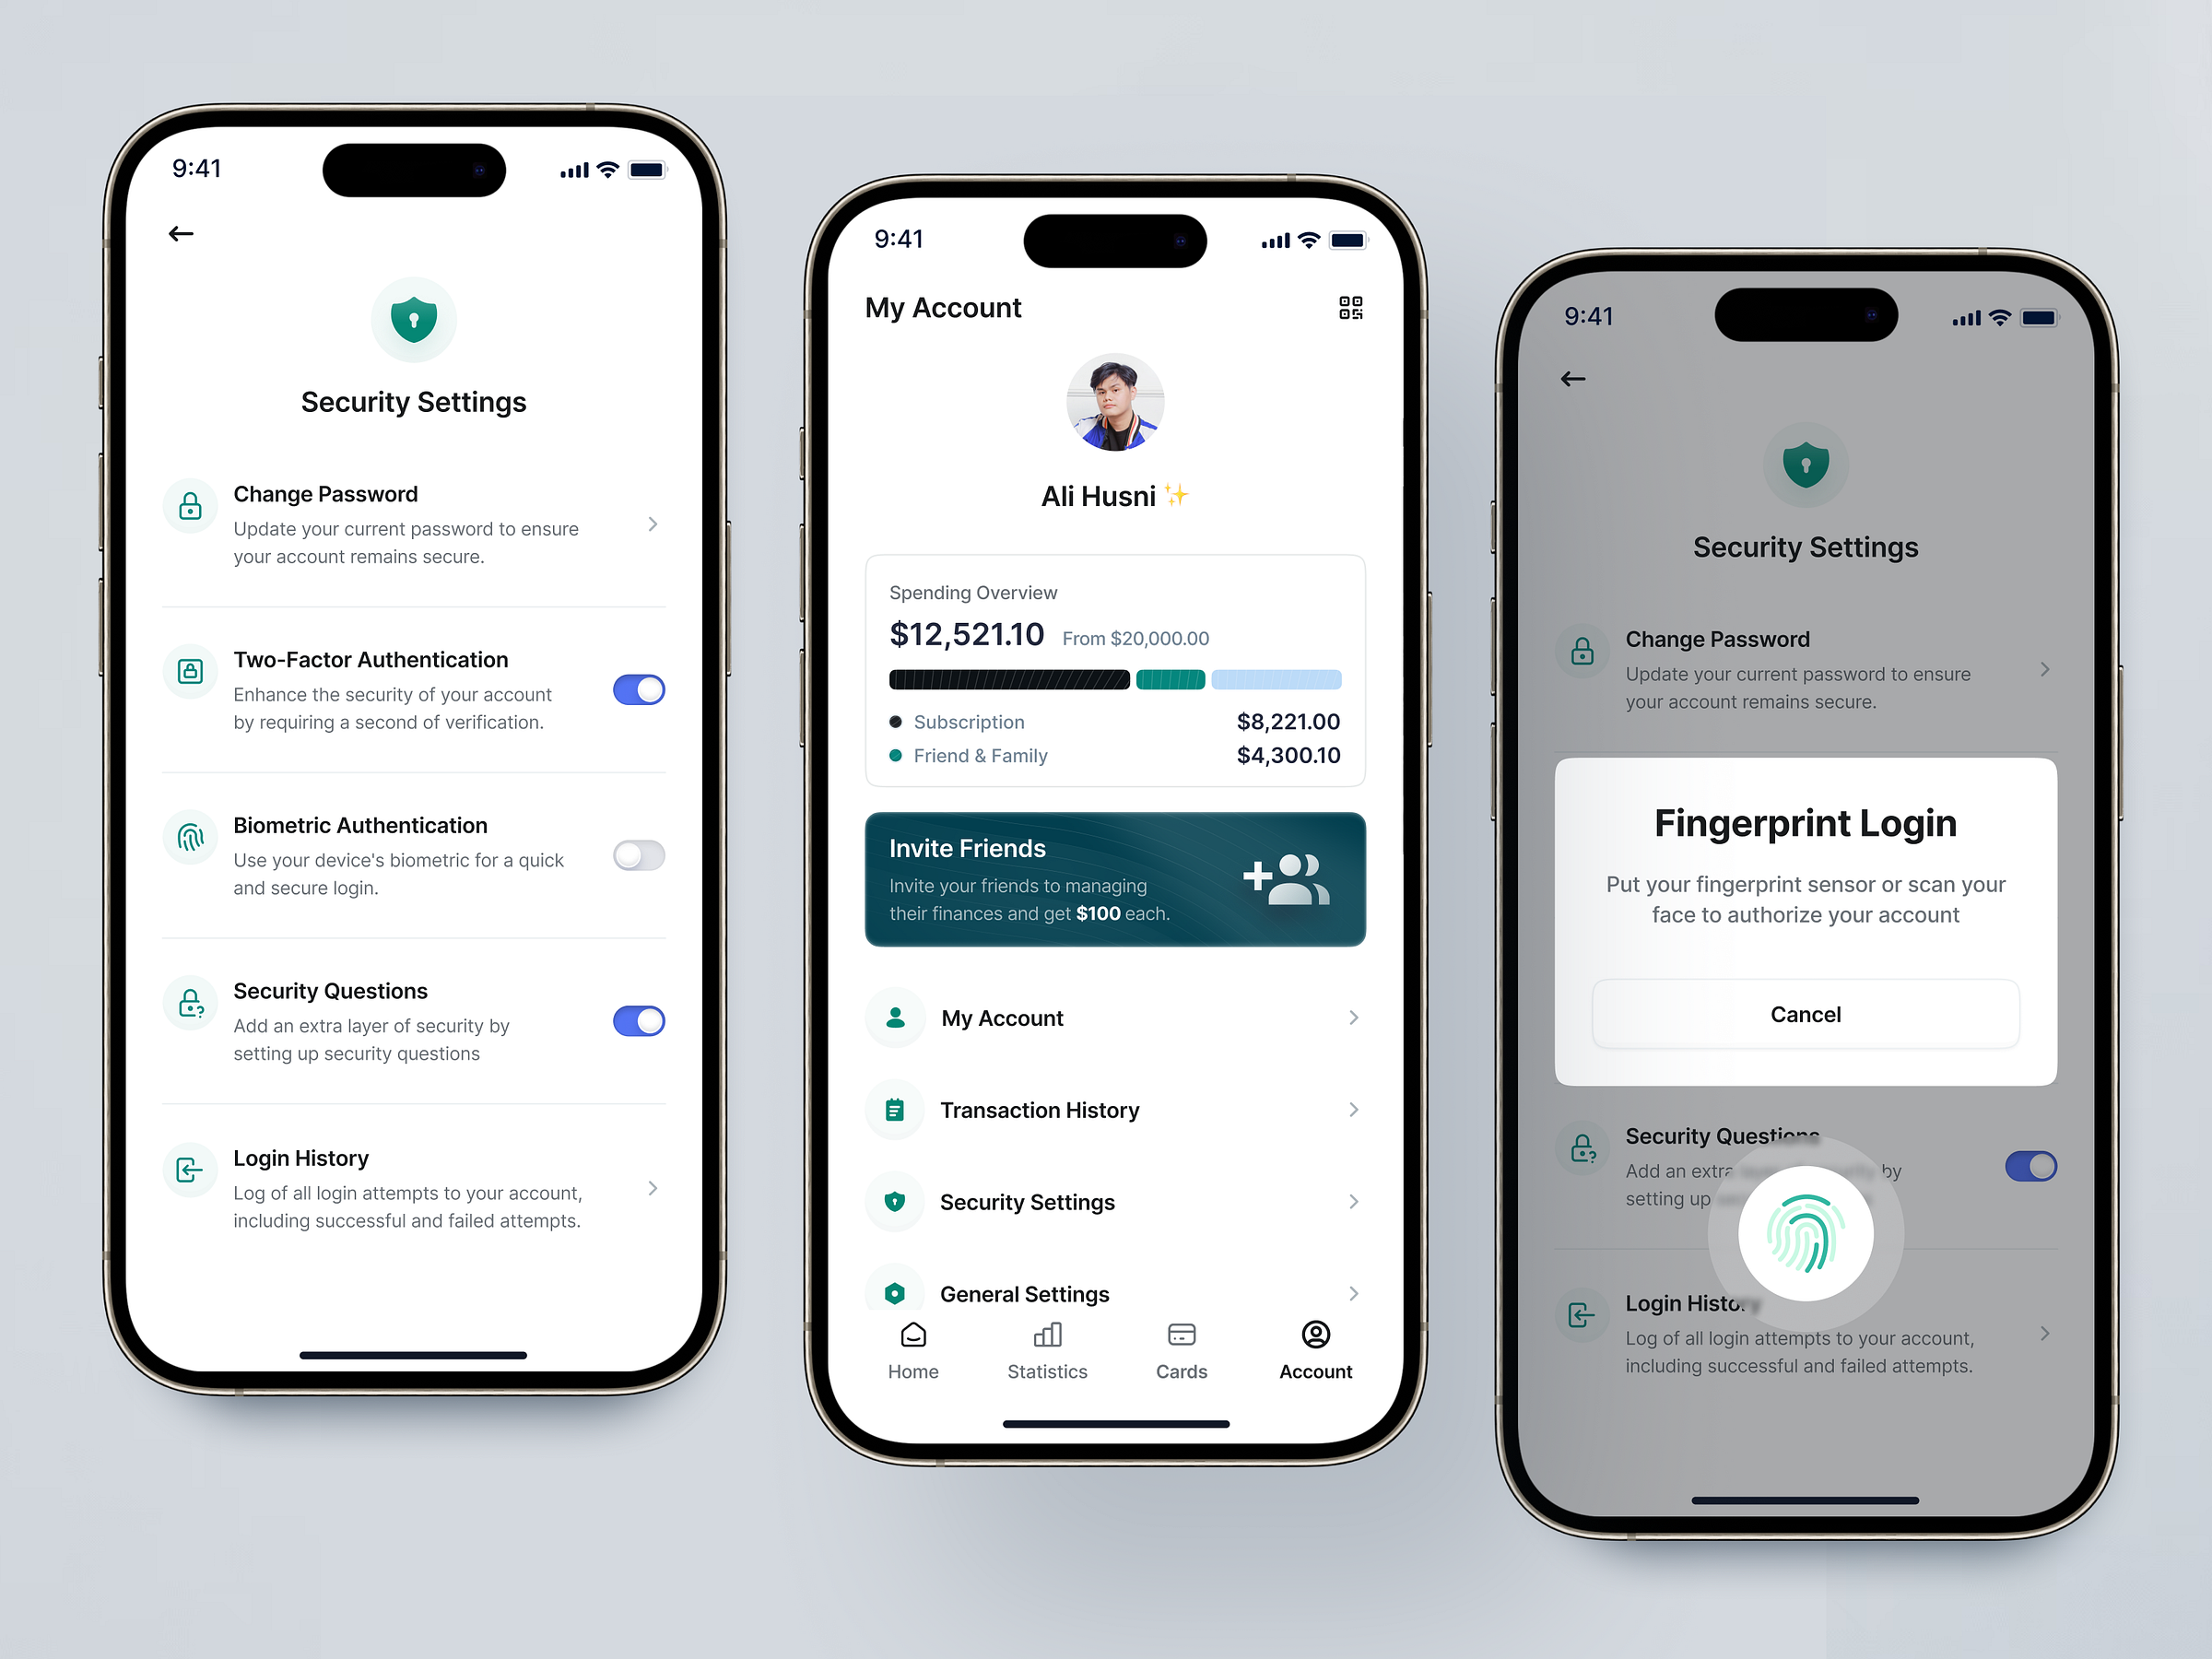 9:41
Security Settings
Change Password
Update your current password to ensure
your account remains secure.
Two-Factor Authentication
Enhance the security of your account
by requiring a second of verification.
Biometric Authentication
Use your device's biometric for a quick
and secure login.
Security Questions
Add an extra layer of security by
setting up security questions
Login History
Log of all login attempts to your account,
including successful and failed attempts.
9:41
My Account
Ali Husni ✨
Spending Overview
$12,521.10 From $20,000.00
Subscription $8,221.00
Friend & Family $4,300.10
Invite Friends
Invite your friends to managing
their finances and get $100 each.
My Account
Transaction History
Security Settings
General Settings
Home Statistics Cards Account
9:41
Security Settings
Change Password
Update your current password to ensure
your account remains secure.
Fingerprint Login
Put your fingerprint sensor or scan your
face to authorize your account
Cancel
Security Questions
Add an extra by
setting up
Login History
Log of all login attempts to your account,
including successful and failed attempts.